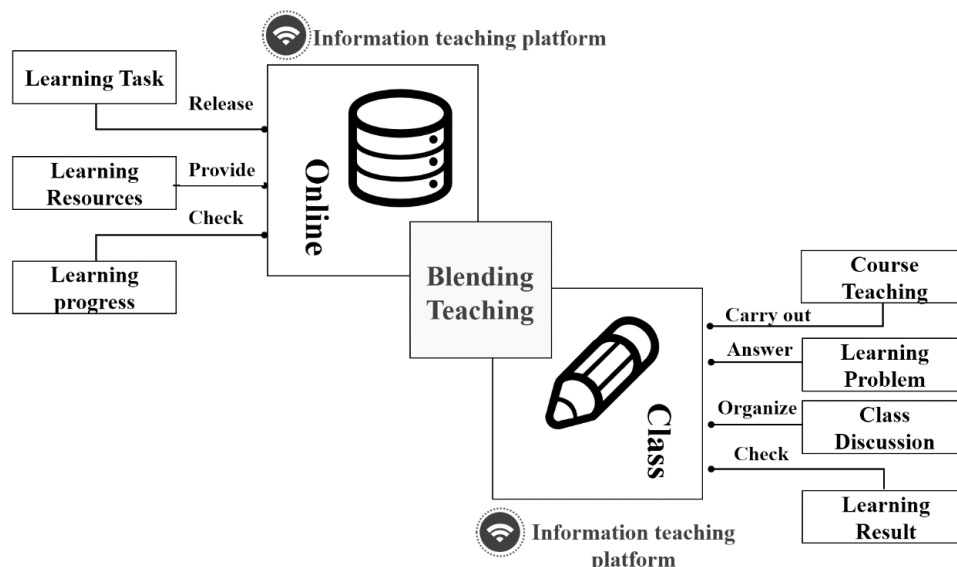 Information teaching platform
Learning Task
Release
Learning
Resources
Provide
Check
Learning
progress
Online
Blending
Teaching
Course
Teaching
Carry out
Answer
Learning
Problem
Organize
Class
Discussion
Check
Learning
Result
Class
Information teaching
platform